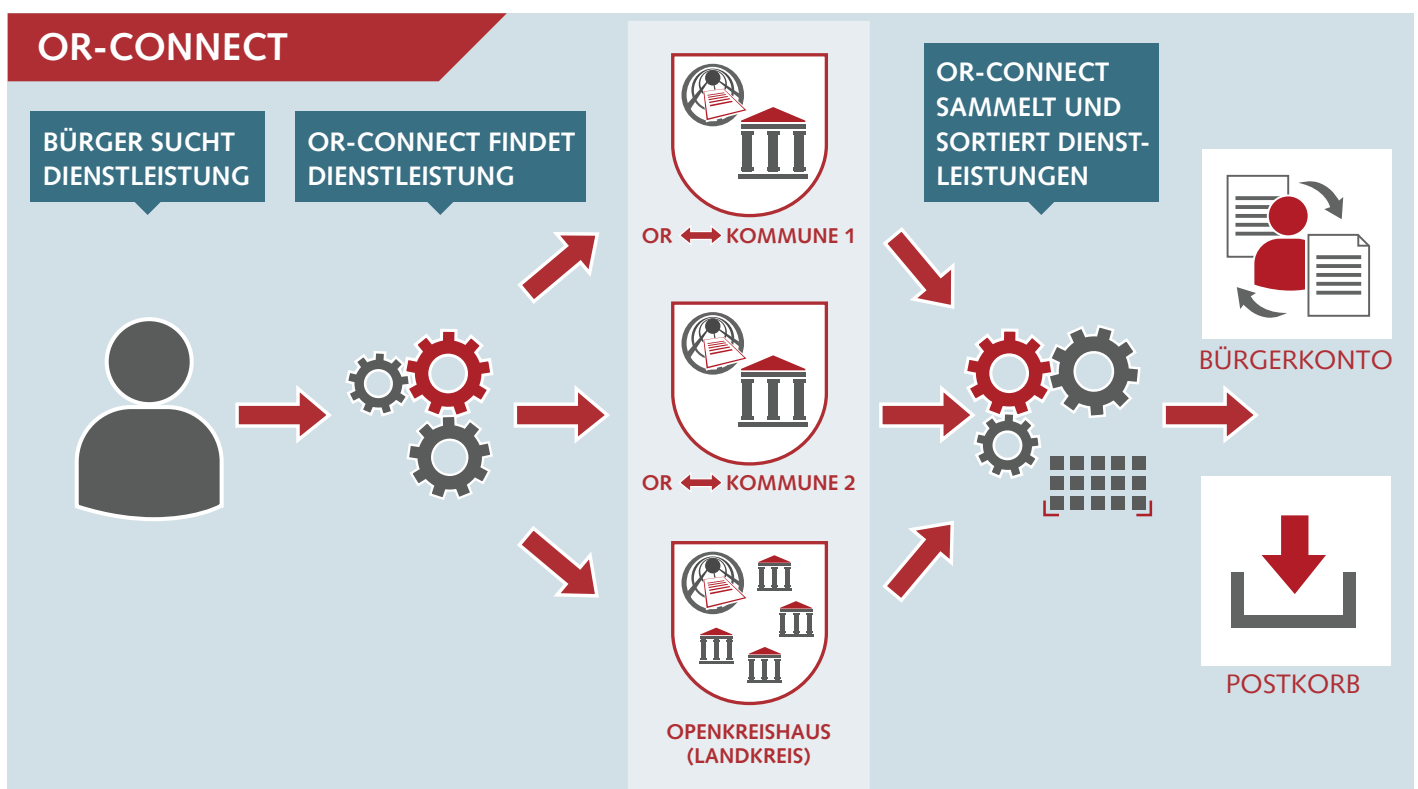 OR-CONNECT
BÜRGER SUCHT
DIENSTLEISTUNG
OR-CONNECT FINDET
DIENSTLEISTUNG
OR ⟷ KOMMUNE 1
OR ⟷ KOMMUNE 2
OPENKREISHAUS
(LANDKREIS)
OR-CONNECT
SAMMELT UND
SORTIERT DIENST-
LEISTUNGEN
BÜRGERKONTO
POSTKORB